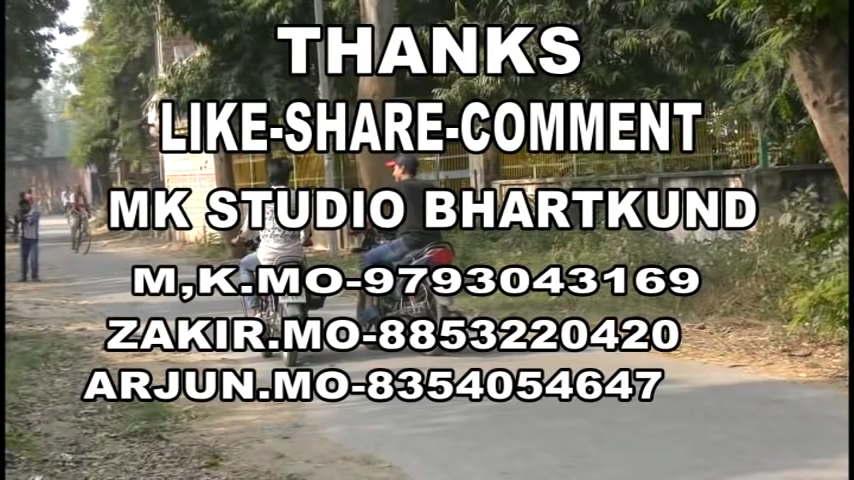 THANKS
LIKE-SHARE-COMMENT
MK STUDIO BHARTKUND
M,K.MO-9793043169
ZAKIR.MO-8853220420
ARJUN.MO-8354054647